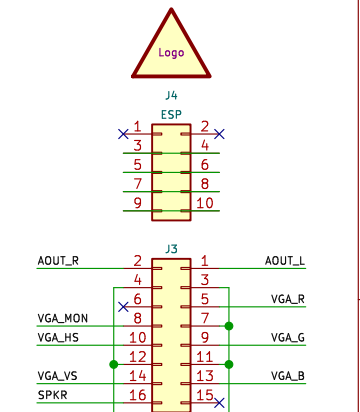 Logo
J4
ESP
1 2
3 4
5 6
7 8
9 10
J3
AOUT_R 2 1 AOUT_L
4 3
6 5 VGA_R
VGA_MON 8 7
VGA_HS 10 9 VGA_G
12 11
VGA_VS 14 13 VGA_B
SPKR 16 15